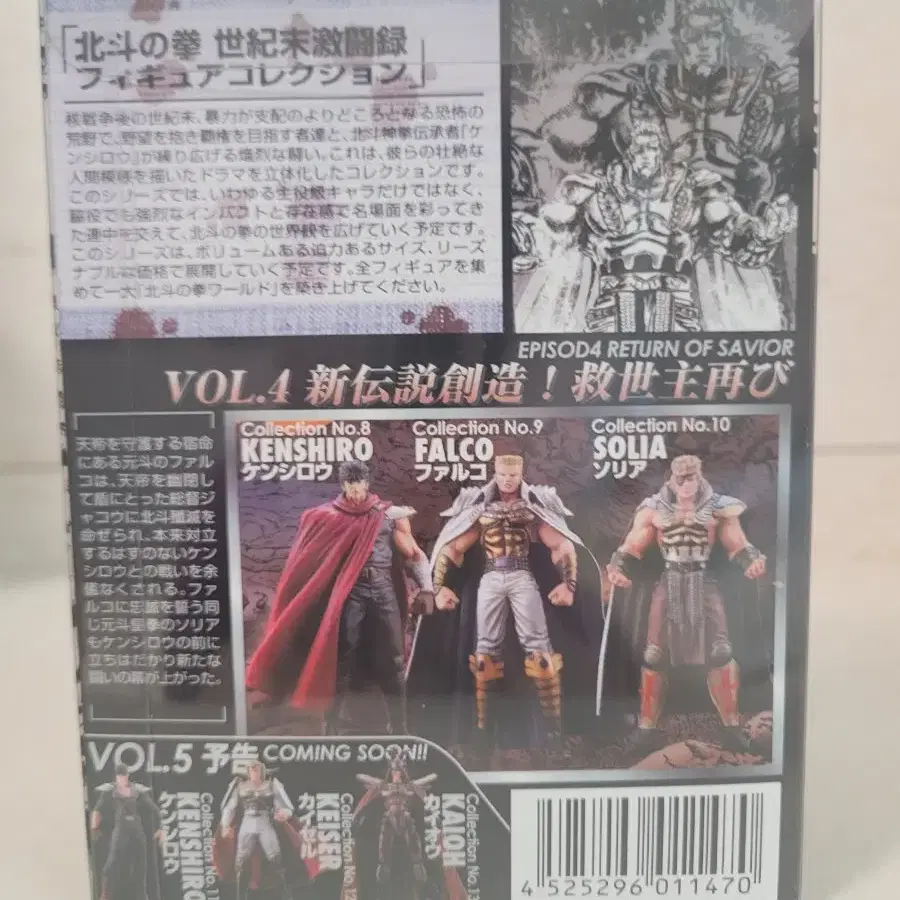 「北斗の拳 世紀末激闘録
フィギュアコレクション」
核戦争後の世紀末、暴力が支配のよりどころとなる恐怖の
荒野で、野望を抱き覇権を目指す者達と、北斗神拳伝承者『ケ
ンシロウ』が繰り広げる熾烈な闘い。これは、彼らの壮絶な
人間模様を描いたドラマを立体化したコレクションです。
このシリーズでは、いわゆる主役級キャラだけではなく、
脇役でも強烈なインパクトと存在感で名場面を彩ってき
た連中を交えて、北斗の拳の世界観を広げていく予定です。
このシリーズは、ボリュームある迫力あるサイズ、リーズ
ナブルな価格で展開していく予定です。全フィギュアを集
めて一大「北斗の拳ワールド」を築き上げてください。
EPISOD4 RETURN OF SAVIOR
VOL.4 新伝説創造！救世主再び
天帝を守護する宿命
にある元斗のファル
コは、天帝を幽閉し
て盾にとった総督ジ
ャコウに北斗殲滅を
命ぜられ、本来対立
するはずのないケン
シロウとの戦いを余
儀なくされる。ファ
ルコに忠誠を誓う同
じ元斗皇拳のソリア
もケンシロウの前に
立ちはだかり新たな
闘いの幕が上がった。
Collection No.8
KENSHIRO
ケンシロウ
Collection No.9
FALCO
ファルコ
Collection No.10
SOLIA
ソリア
VOL.5 予告 COMING SOON!!
Collection No.1
KENSHIRO
ケンシロウ
Collection No.12
KEISER
カイゼル
Collection No.13
KAIOH
カイオウ
4 525296 011470